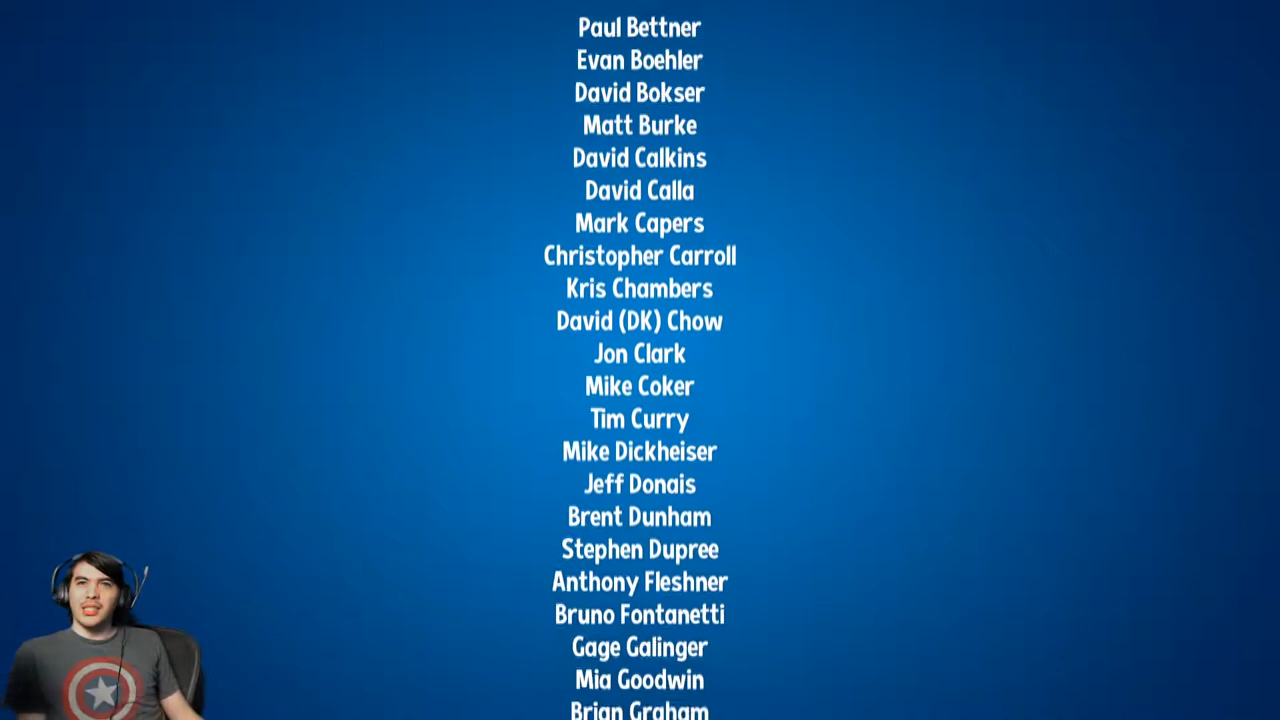 Paul Bettner
Evan Boehler
David Bokser
Matt Burke
David Calkins
David Calla
Mark Capers
Christopher Carroll
Kris Chambers
David (DK) Chow
Jon Clark
Mike Coker
Tim Curry
Mike Dickheiser
Jeff Donais
Brent Dunham
Stephen Dupree
Anthony Fleshner
Bruno Fontanetti
Gage Galinger
Mia Goodwin
Brian Graham